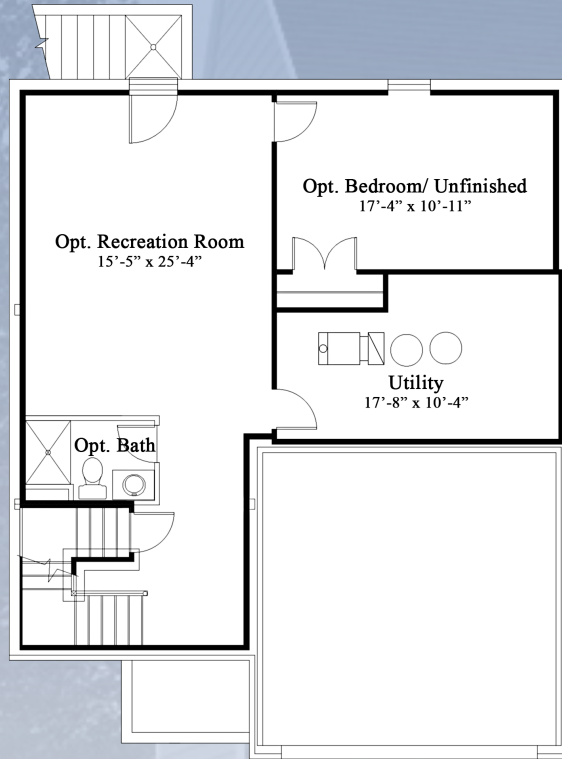 Opt. Bedroom/ Unfinished
17’-4” x 10’-11”
Opt. Recreation Room
15’-5” x 25’-4”
Utility
17’-8” x 10’-4”
Opt. Bath